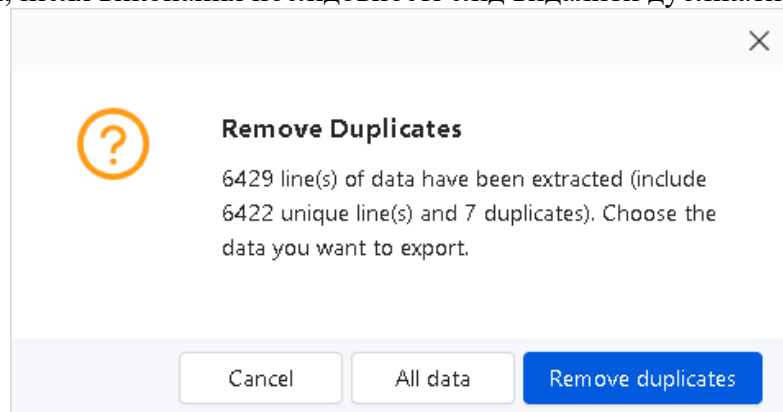 Remove Duplicates
6429 line(s) of data have been extracted (include
6422 unique line(s) and 7 duplicates). Choose the
data you want to export.
Cancel
All data
Remove duplicates